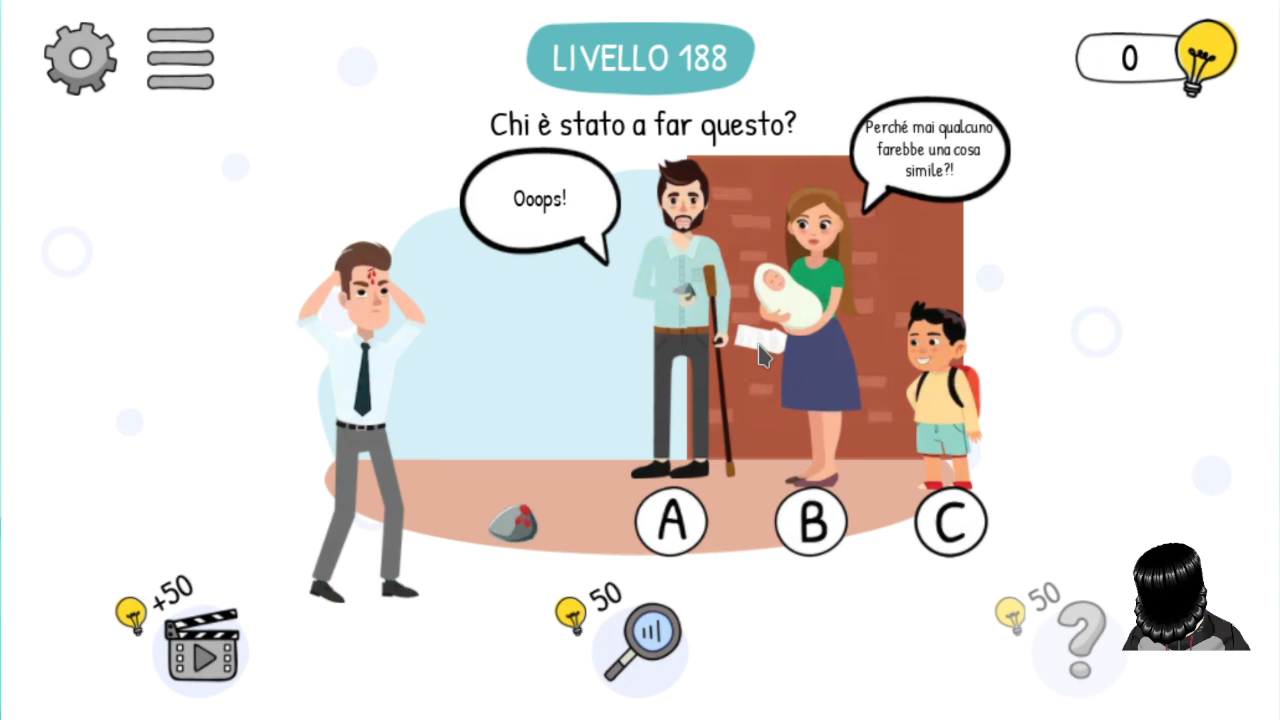 LIVELLO 188
0
Chi è stato a far questo?
Perché mai qualcuno
farebbe una cosa
simile?!
Ooops!
A
B
C
+50
50
50
?